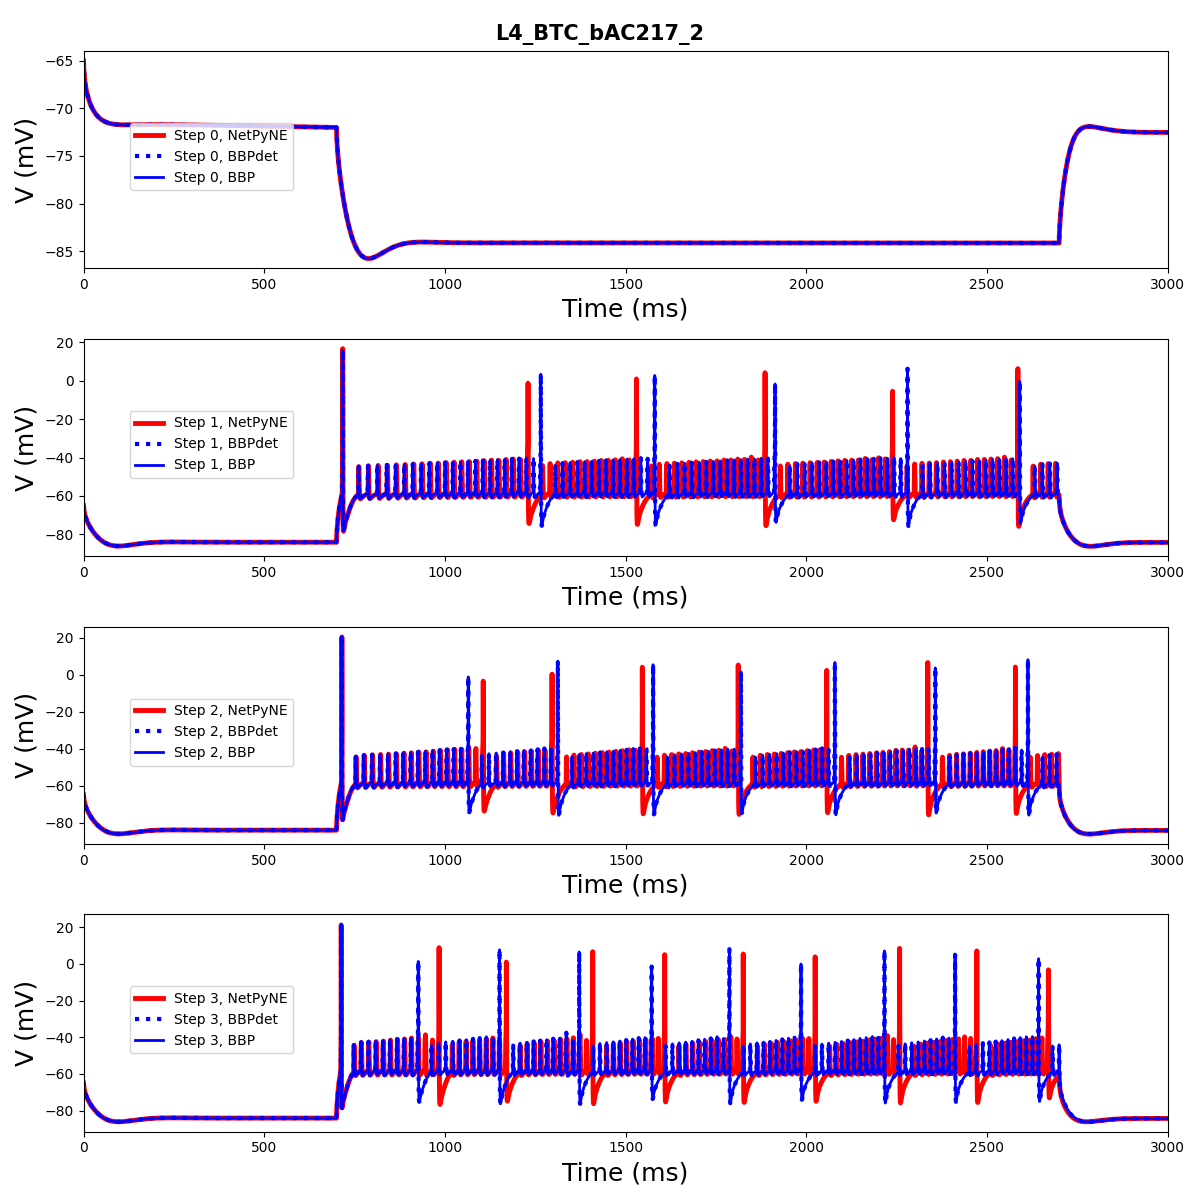 L4_BTC_bAC217_2
−65
−70
−75
−80
−85
V (mV)
Step 0, NetPyNE
Step 0, BBPdet
Step 0, BBP
0 500 1000 1500 2000 2500 3000
Time (ms)
20
0
−20
−40
−60
−80
V (mV)
Step 1, NetPyNE
Step 1, BBPdet
Step 1, BBP
0 500 1000 1500 2000 2500 3000
Time (ms)
20
0
−20
−40
−60
−80
V (mV)
Step 2, NetPyNE
Step 2, BBPdet
Step 2, BBP
0 500 1000 1500 2000 2500 3000
Time (ms)
20
0
−20
−40
−60
−80
V (mV)
Step 3, NetPyNE
Step 3, BBPdet
Step 3, BBP
0 500 1000 1500 2000 2500 3000
Time (ms)